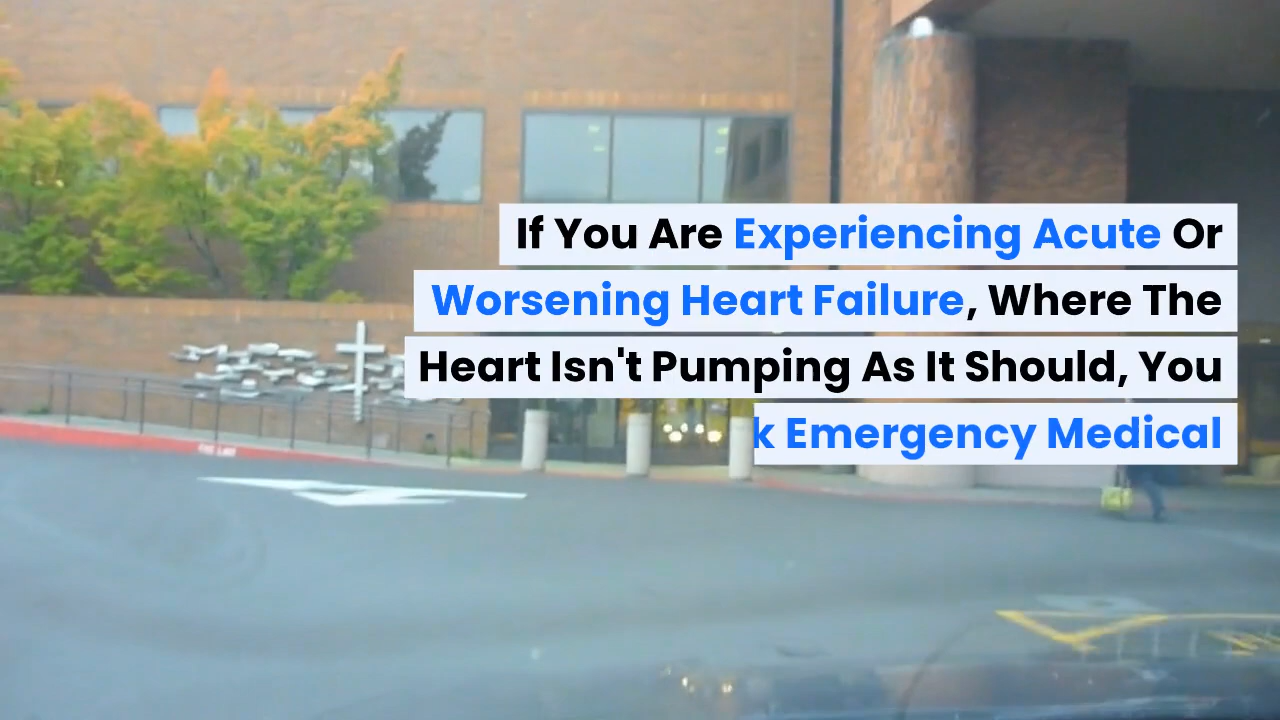 If You Are Experiencing Acute Or
Worsening Heart Failure, Where The
Heart Isn't Pumping As It Should, You
k Emergency Medical